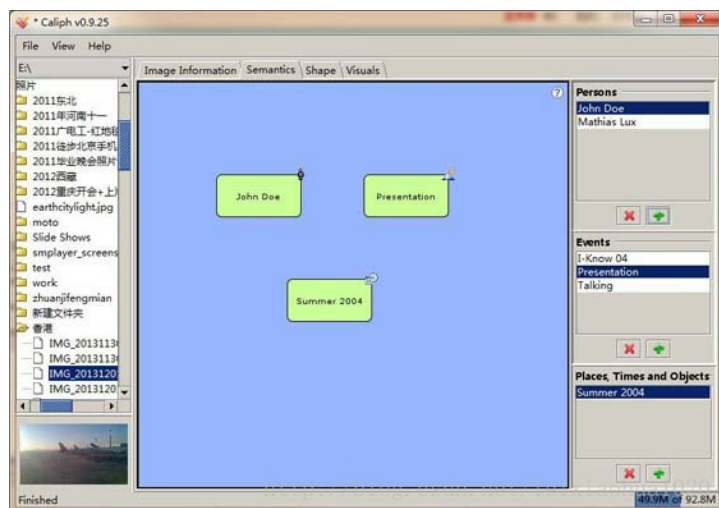 * Caliph v0.9.25
File View Help
E:\
Image Information Semantics Shape Visuals
照片
2011东北
2011年河南十一
2011广电工-红地毯
2011徒步北京手机
2011毕业晚会照片
2012西藏
2012重庆开会+上
earthcitylight.jpg
moto
Slide Shows
smplayer_screens
test
work
zhuanjifengmian
新建文件夹
香港
IMG_2013113
IMG_2013113
IMG_2013120
IMG_2013120
John Doe
Presentation
Summer 2004
Persons
John Doe
Mathias Lux
Events
I-Know 04
Presentation
Talking
Places, Times and Objects
Summer 2004
Finished
49.9M of 92.8M